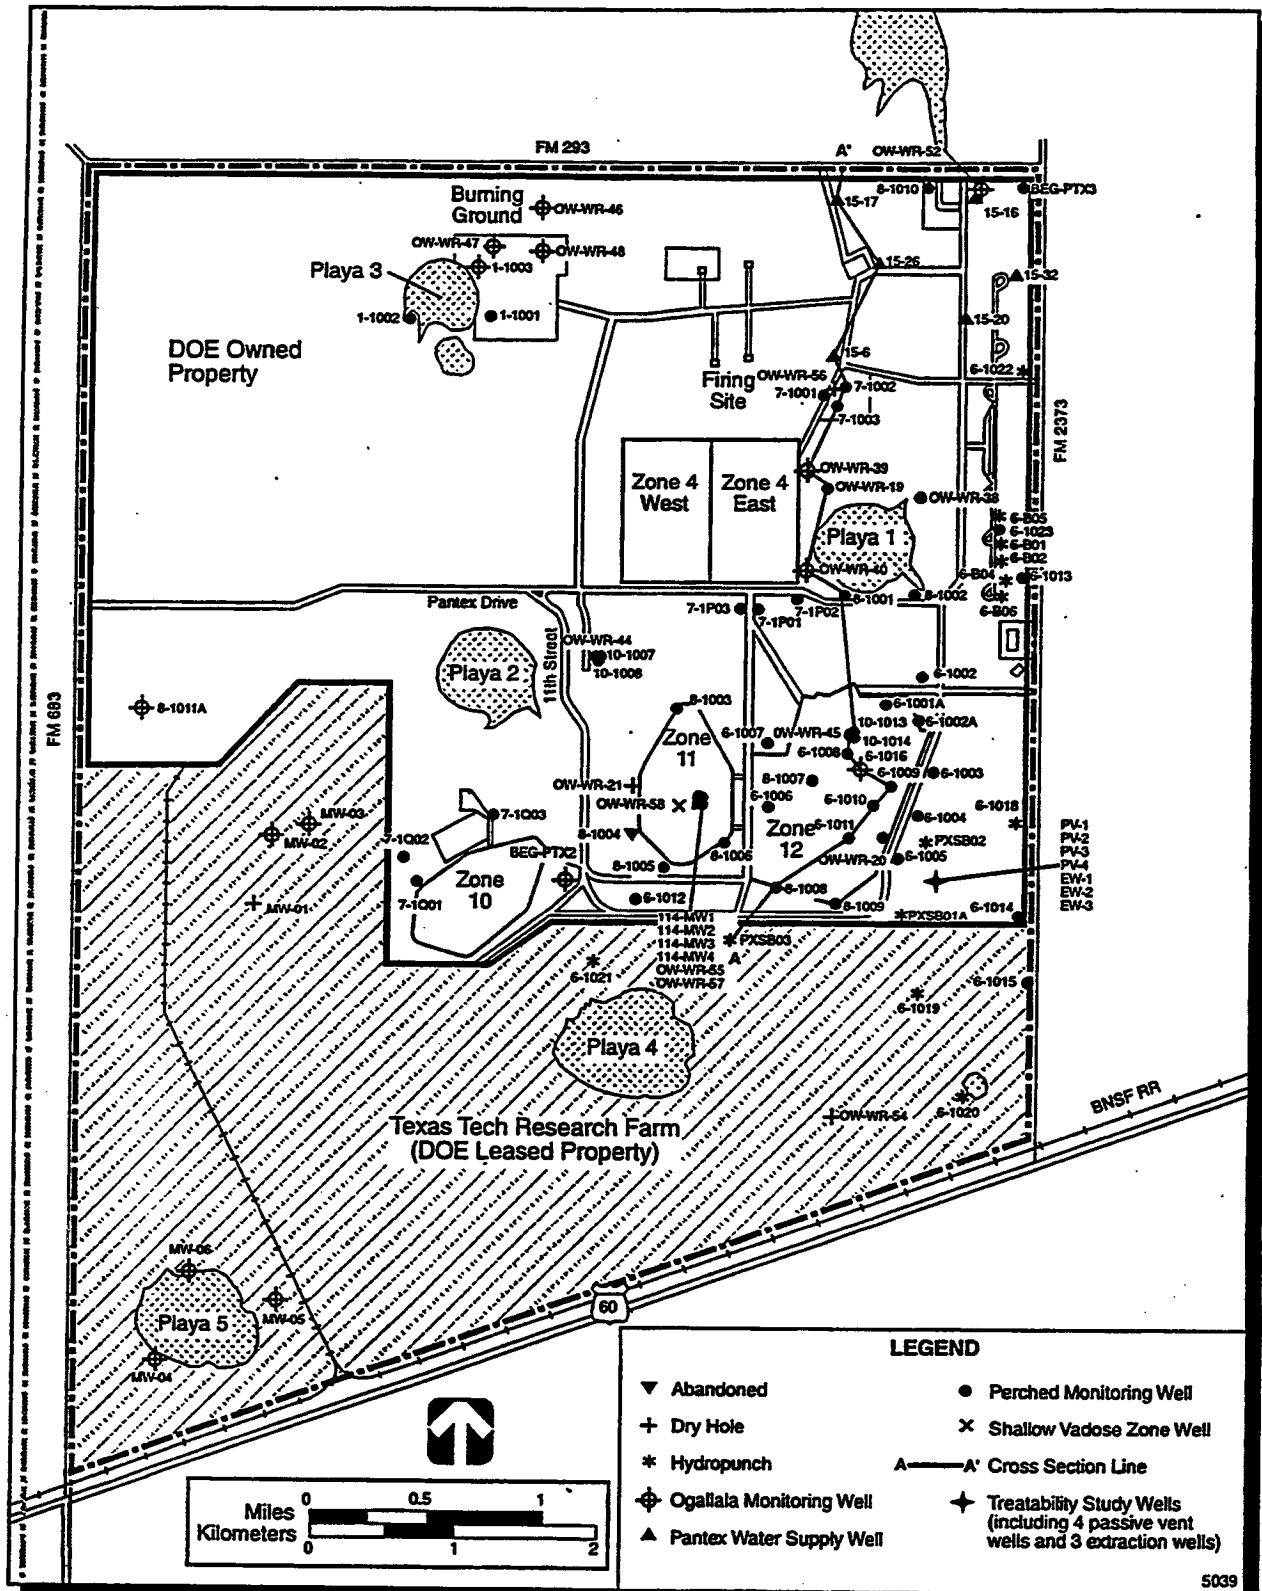 FM 293
A'
OW-WR-52
8-1010
BEG-PTX3
15-17
15-16
Burning
Ground
OW-WR-46
OW-WR-47
OW-WR-48
1-1003
15-26
15-32
Playa 3
1-1002
1-1001
15-20
DOE Owned
Property
15-6
6-1022
Firing
Site
OW-WR-56
7-1002
7-1001
7-1003
FM 2373
Zone 4
West
Zone 4
East
OW-WR-39
OW-WR-19
OW-WR-38
6-B05
6-1023
6-B01
6-B02
Playa 1
OW-WR-40
6-B04
6-1013
6-B06
8-1001
8-1002
Pantex Drive
7-1P03
7-1P01
7-1P02
11th Street
OW-WR-44
10-1007
10-1008
Playa 2
6-1002
FM 683
8-1011A
8-1003
6-1001A
10-1013
6-1002A
Zone
11
6-1007
OW-WR-45
10-1014
6-1008
6-1016
6-1009
6-1003
OW-WR-21
8-1007
OW-WR-58
6-1006
6-1010
6-1004
6-1018
MW-03
MW-02
7-1Q03
8-1004
Zone
12
6-1011
PXSB02
7-1Q02
BEG-PTX2
8-1006
OW-WR-20
6-1005
8-1005
PV-1
PV-2
PV-3
PV-4
EW-1
EW-2
EW-3
Zone
10
7-1Q01
6-1012
8-1008
8-1009
MW-01
PXSB01A
6-1014
114-MW1
114-MW2
114-MW3
114-MW4
OW-WR-55
OW-WR-57
PXSB03
A
6-1021
6-1015
6-1019
Playa 4
6-1020
BNSF RR
OW-WR-54
Texas Tech Research Farm
(DOE Leased Property)
MW-06
MW-05
Playa 5
MW-04
60
LEGEND
Abandoned
Dry Hole
Hydropunch
Ogallala Monitoring Well
Pantex Water Supply Well
Perched Monitoring Well
Shallow Vadose Zone Well
A A' Cross Section Line
Treatability Study Wells
(including 4 passive vent
wells and 3 extraction wells)
0 0.5 1
Miles
Kilometers
0 1 2
5039